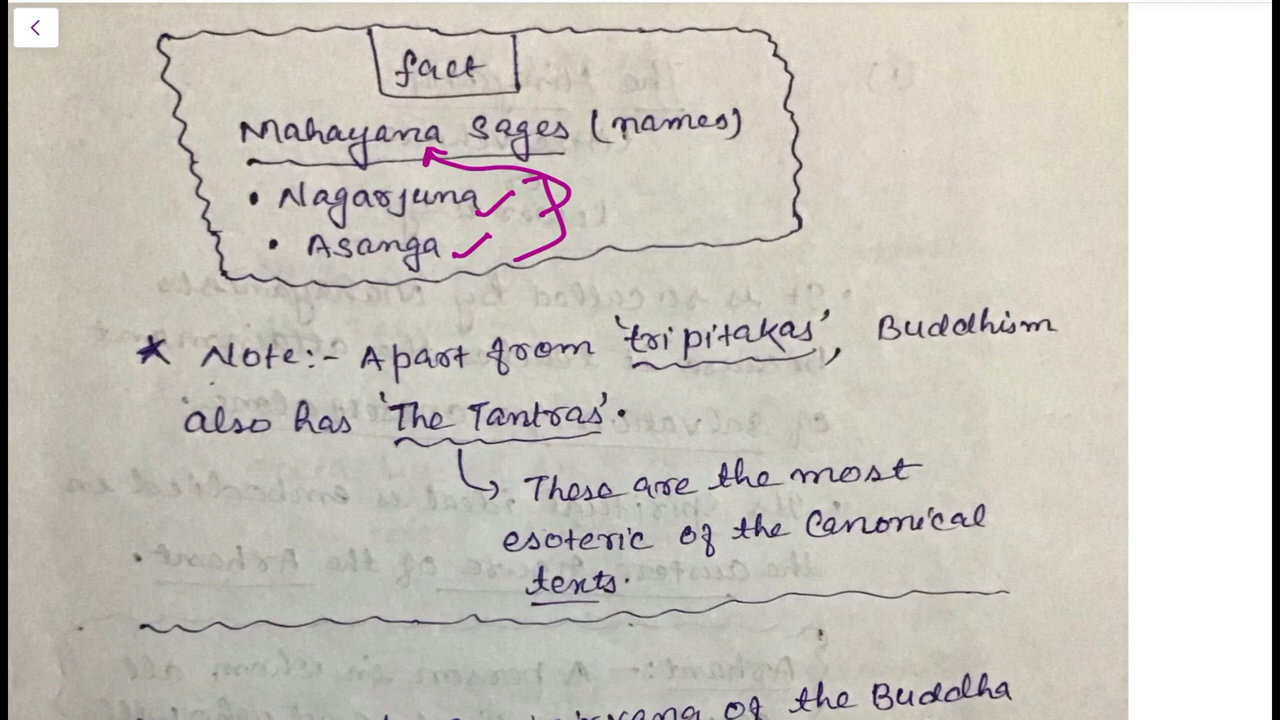 fact
Mahayana Sages (names)
• Nagarjuna
• Asanga
* Note:- Apart from 'tripitakas', Buddhism
also has 'The Tantras'.
These are the most
esoteric of the Canonical
texts.
of the Buddha